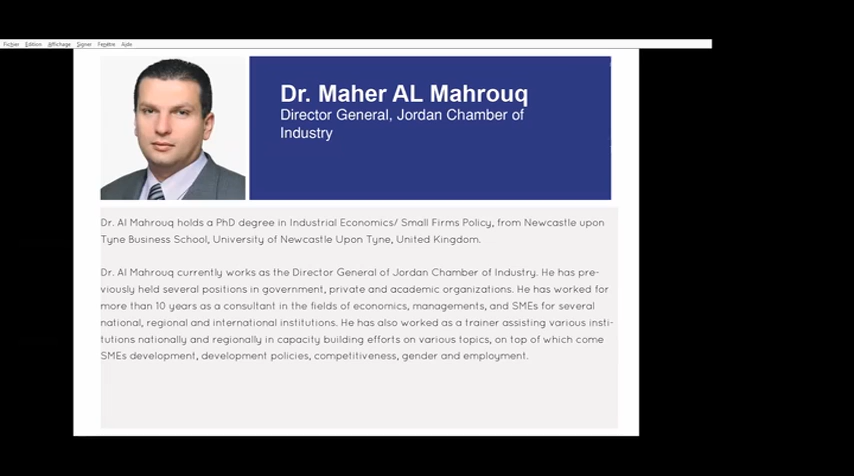 Fichier Edition Affichage Signer Fenêtre Aide
Dr. Maher AL Mahrouq
Director General, Jordan Chamber of
Industry
Dr. Al Mahrouq holds a PhD degree in Industrial Economics/ Small Firms Policy, from Newcastle upon
Tyne Business School, University of Newcastle Upon Tyne, United Kingdom.
Dr. Al Mahrouq currently works as the Director General of Jordan Chamber of Industry. He has pre-
viously held several positions in government, private and academic organizations. He has worked for
more than 10 years as a consultant in the fields of economics, managements, and SMEs for several
national, regional and international institutions. He has also worked as a trainer assisting various insti-
tutions nationally and regionally in capacity building efforts on various topics, on top of which come
SMEs development, development policies, competitiveness, gender and employment.